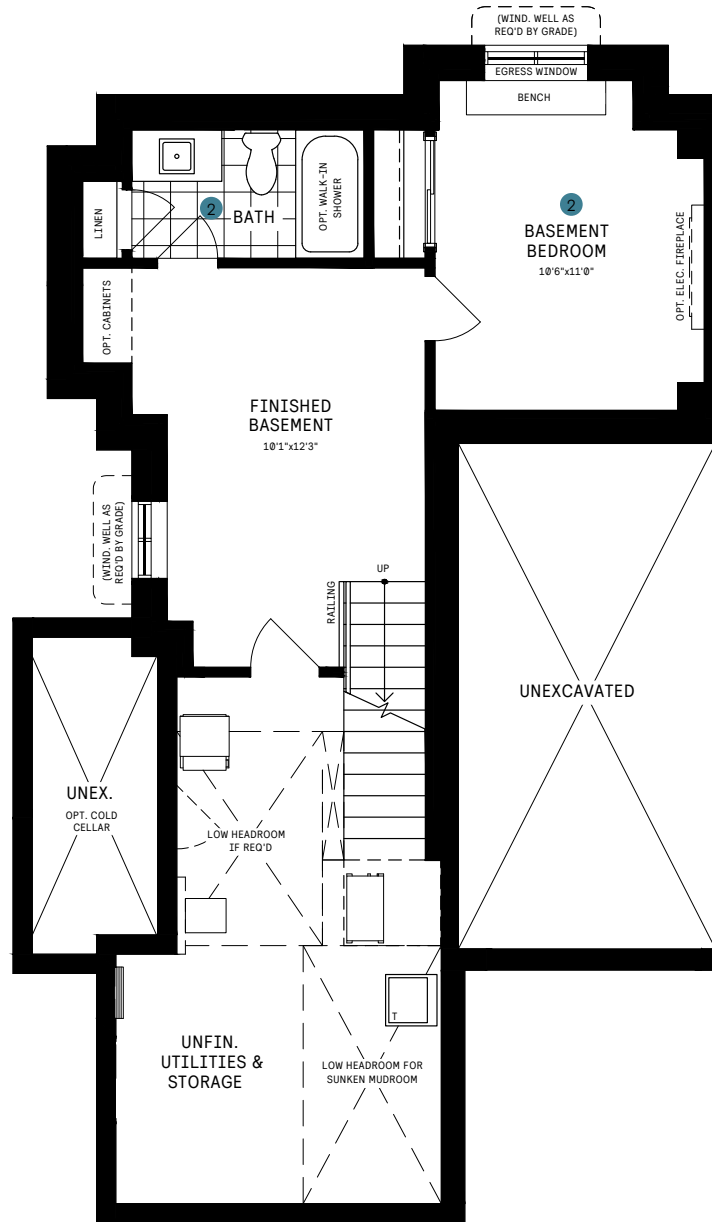 (WIND. WELL AS
REQ'D BY GRADE)
EGRESS WINDOW
BENCH
LINEN
2
BATH
OPT. WALK-IN
SHOWER
2
BASEMENT
BEDROOM
10'6"x11'0"
OPT. ELEC. FIREPLACE
OPT. CABINETS
FINISHED
BASEMENT
10'1"x12'3"
(WIND. WELL AS
REQ'D BY GRADE)
UP
RAILING
UNEXCAVATED
UNEX.
OPT. COLD
CELLAR
LOW HEADROOM
IF REQ'D
T
UNFIN.
UTILITIES &
STORAGE
LOW HEADROOM FOR
SUNKEN MUDROOM